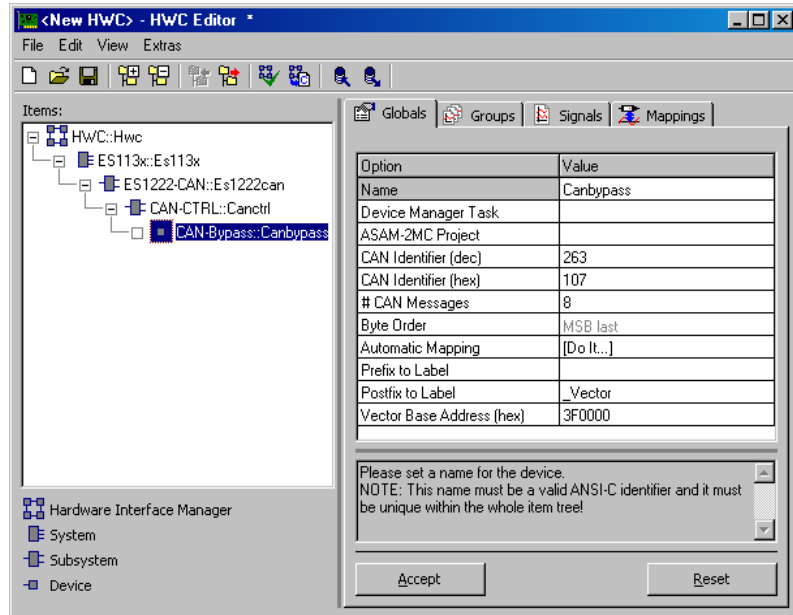 <New HWC> - HWC Editor *
File Edit View Extras
Items:
HWC::Hwc
ES113x::Es113x
ES1222-CAN::Es1222can
CAN-CTRL::Canctrl
CAN-Bypass::Canbypass
Hardware Interface Manager
System
Subsystem
Device
Globals Groups Signals Mappings
Option Value
Name Canbypass
Device Manager Task
ASAM-2MC Project
CAN Identifier (dec) 263
CAN Identifier (hex) 107
# CAN Messages 8
Byte Order MSB last
Automatic Mapping [Do It...]
Prefix to Label
Postfix to Label _Vector
Vector Base Address (hex) 3F0000
Please set a name for the device.
NOTE: This name must be a valid ANSI-C identifier and it must
be unique within the whole item tree!
Accept Reset